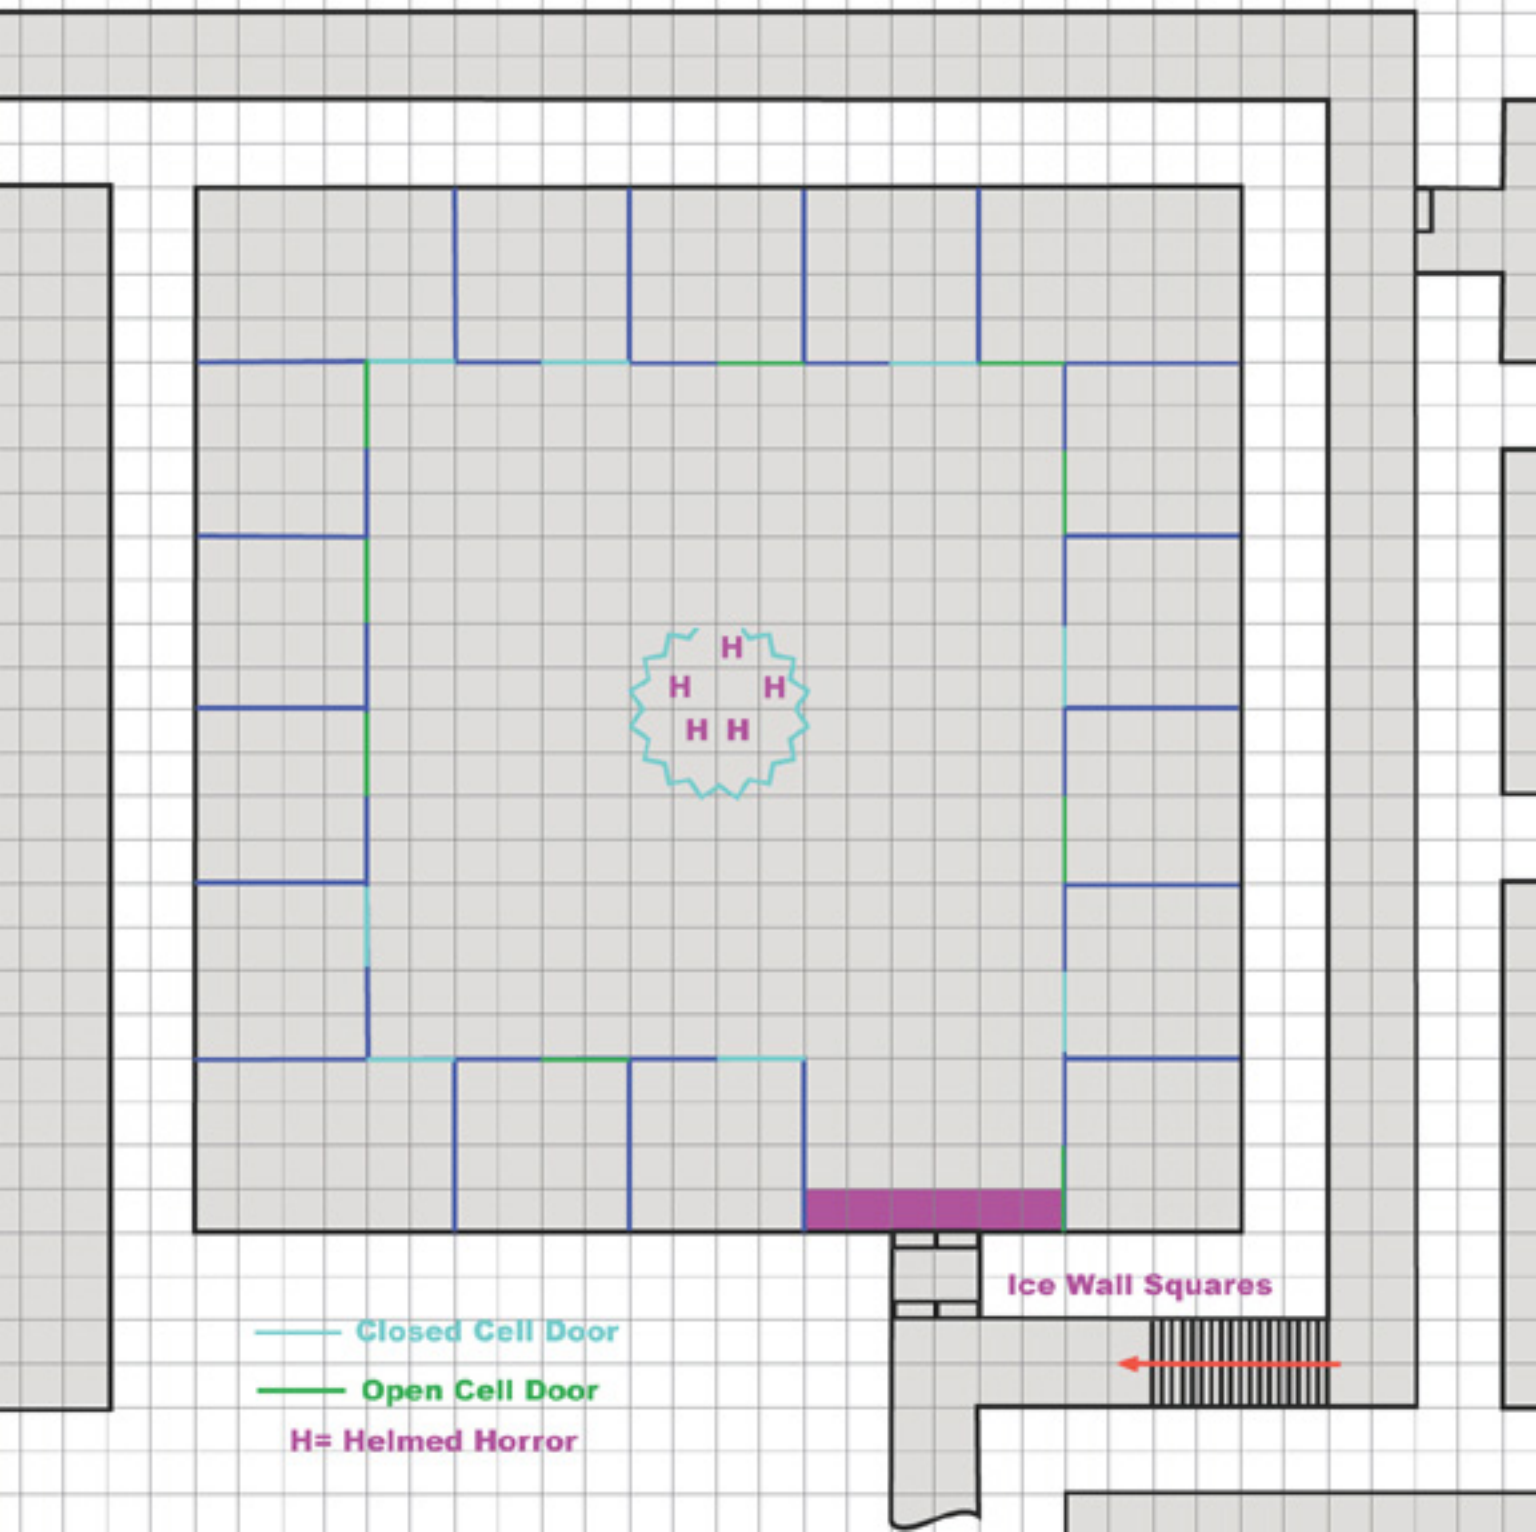 H
H H
H H
Ice Wall Squares
Closed Cell Door
Open Cell Door
H= Helmed Horror